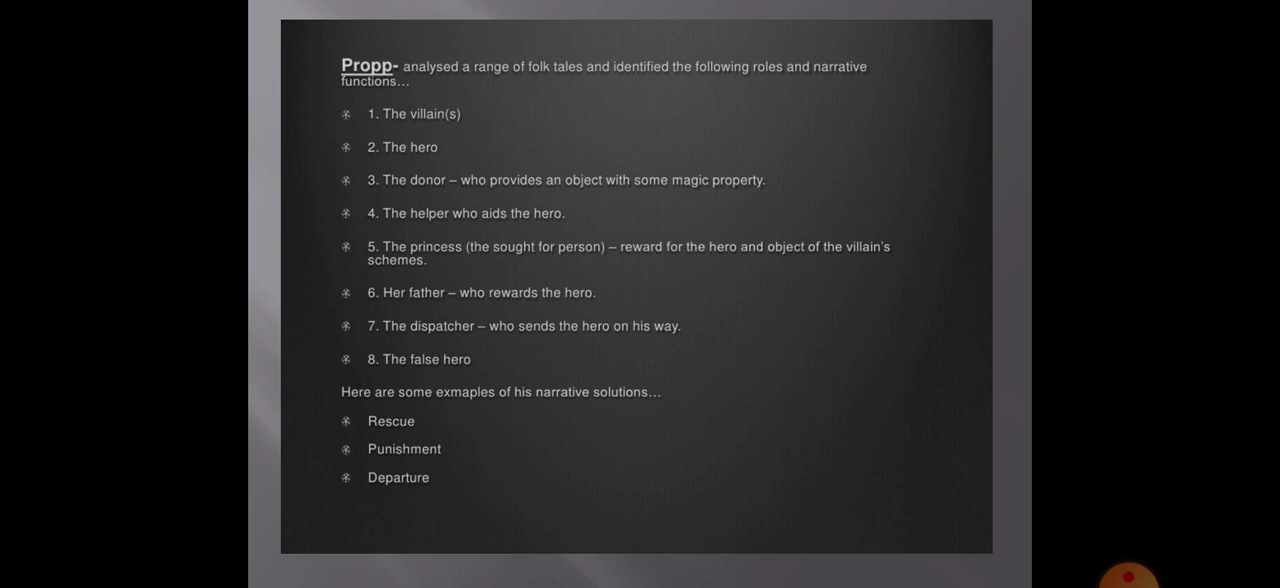 Propp- analysed a range of folk tales and identified the following roles and narrative
functions…
1. The villain(s)
2. The hero
3. The donor – who provides an object with some magic property.
4. The helper who aids the hero.
5. The princess (the sought for person) – reward for the hero and object of the villain's
schemes.
6. Her father – who rewards the hero.
7. The dispatcher – who sends the hero on his way.
8. The false hero
Here are some exmaples of his narrative solutions…
Rescue
Punishment
Departure